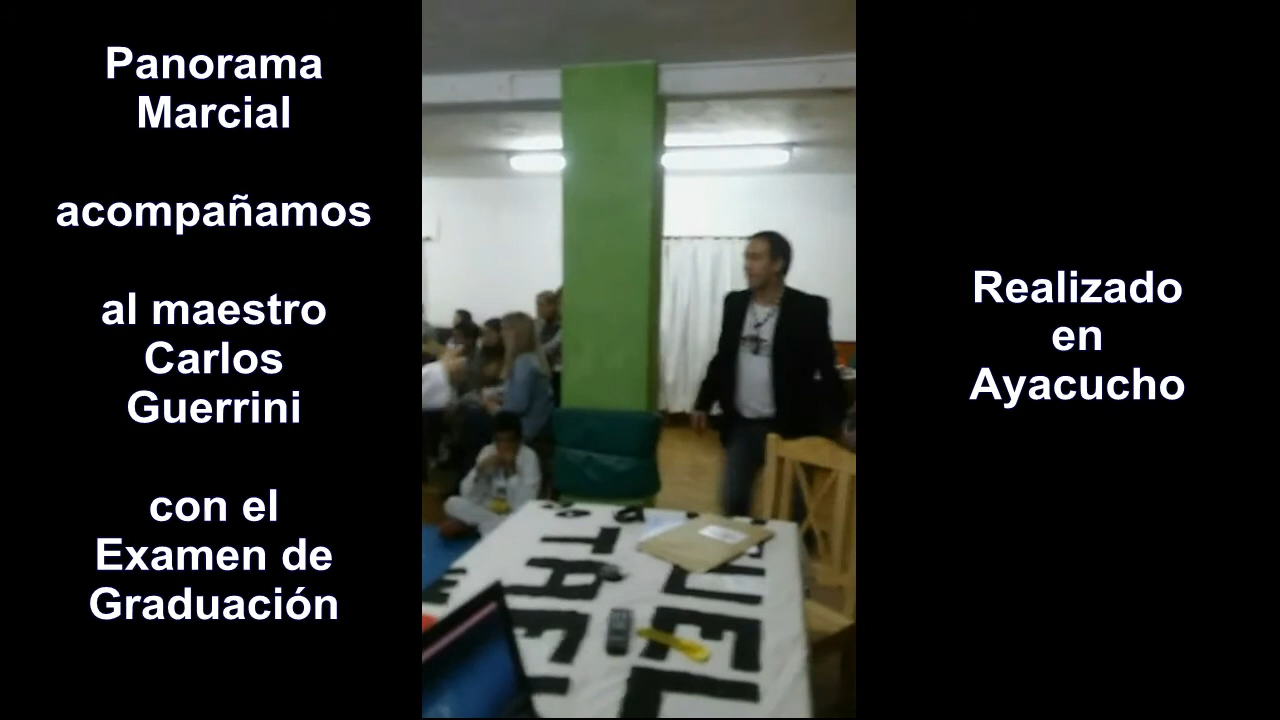 Panorama
Marcial
acompañamos
al maestro
Carlos
Guerrini
con el
Examen de
Graduación
Realizado
en
Ayacucho